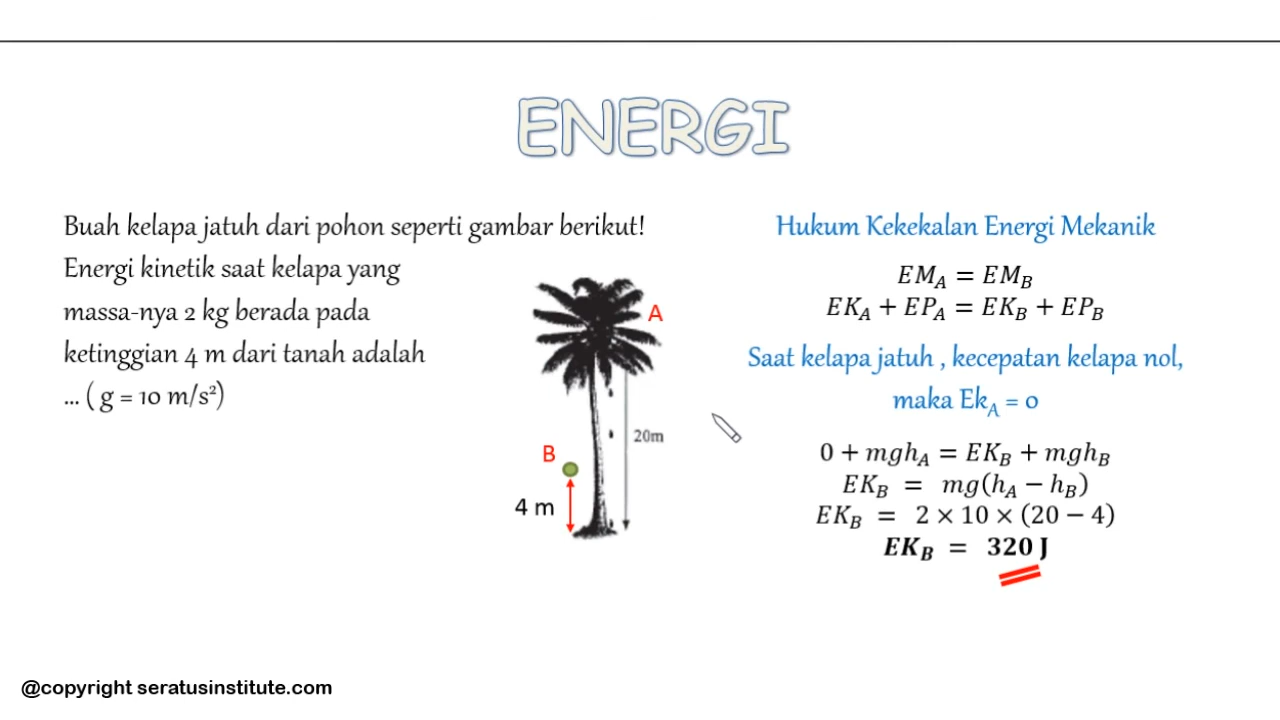 ENERGI
Buah kelapa jatuh dari pohon seperti gambar berikut!
Energi kinetik saat kelapa yang
massa-nya 2 kg berada pada
ketinggian 4 m dari tanah adalah
... ( g = 10 m/s²)
A
20m
B
4 m
Hukum Kekekalan Energi Mekanik
EM_A = EM_B
EK_A + EP_A = EK_B + EP_B
Saat kelapa jatuh , kecepatan kelapa nol,
maka Ek_A = 0
0 + mgh_A = EK_B + mgh_B
EK_B = mg(h_A − h_B)
EK_B = 2 × 10 × (20 − 4)
EK_B = 320 J
@copyright seratusinstitute.com